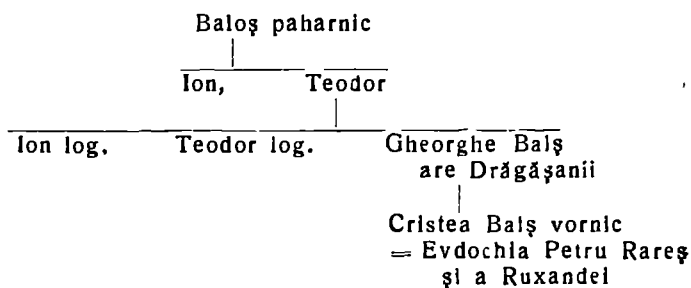 Baloş paharnic
Ion, Teodor
Ion log. Teodor log. Gheorghe Balş
are Drăgăşanii
Cristea Balş vornic
= Evdochia Petru Rareş
şi a Ruxandei